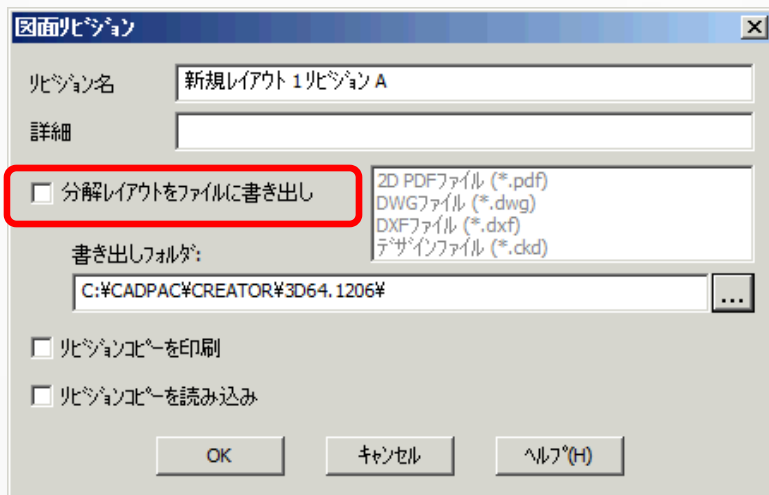 図面ﾘﾋﾞｼﾞｮﾝ
ﾘﾋﾞｼﾞｮﾝ名
新規ﾚｲｱｳﾄ 1ﾘﾋﾞｼﾞｮﾝ A
詳細
分解ﾚｲｱｳﾄをﾌｧｲﾙに書き出し
2D PDFﾌｧｲﾙ (*.pdf)
DWGﾌｧｲﾙ (*.dwg)
DXFﾌｧｲﾙ (*.dxf)
ﾃﾞｻﾞｲﾝﾌｧｲﾙ (*.ckd)
書き出しﾌｫﾙﾀﾞ:
C:¥CADPAC¥CREATOR¥3D64.1206¥
...
ﾘﾋﾞｼﾞｮﾝｺﾋﾟｰを印刷
ﾘﾋﾞｼﾞｮﾝｺﾋﾟｰを読み込み
OK
ｷｬﾝｾﾙ
ﾍﾙﾌﾟ(H)